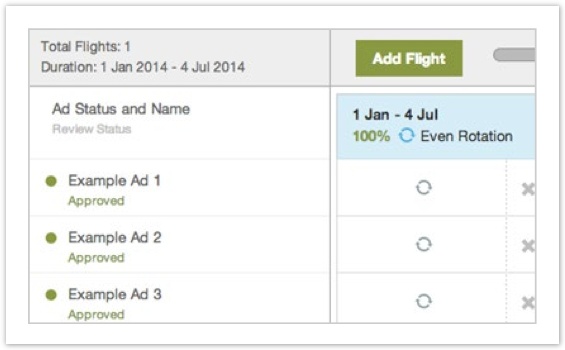 Total Flights: 1
Duration: 1 Jan 2014 - 4 Jul 2014
Add Flight
Ad Status and Name
Review Status
1 Jan - 4 Jul
100% Even Rotation
Example Ad 1
Approved
Example Ad 2
Approved
Example Ad 3
Approved